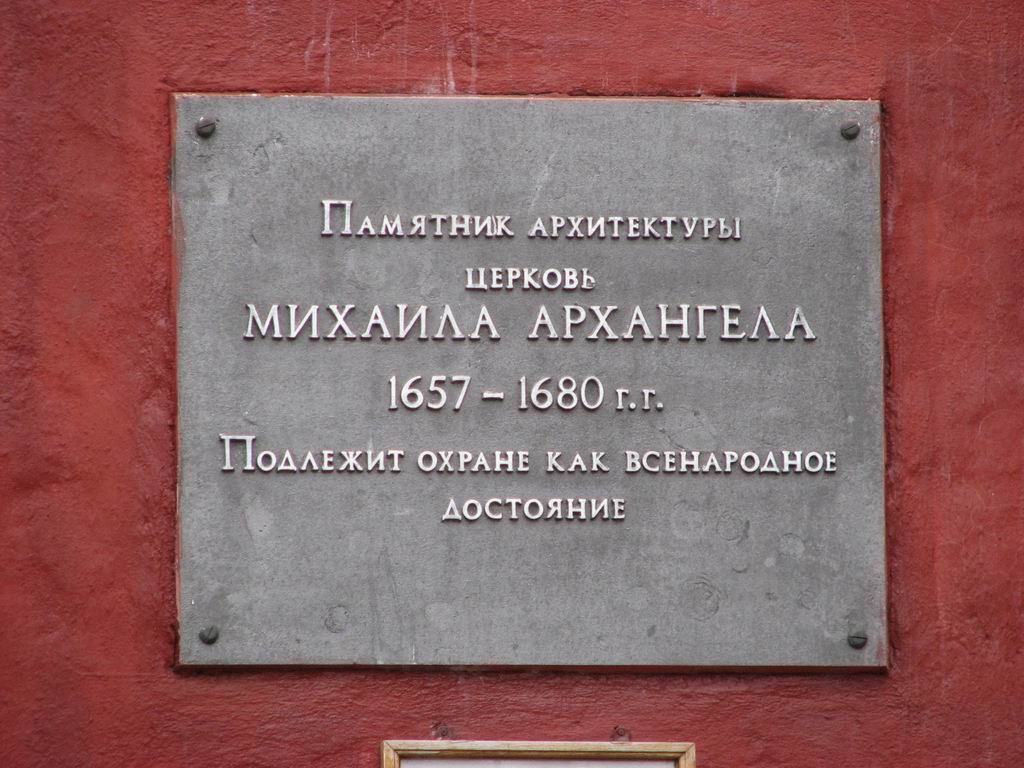 Памятник архитектуры
церковь
МИХАИЛА АРХАНГЕЛА
1657 – 1680 г.г.
Подлежит охране как всенародное
достояние